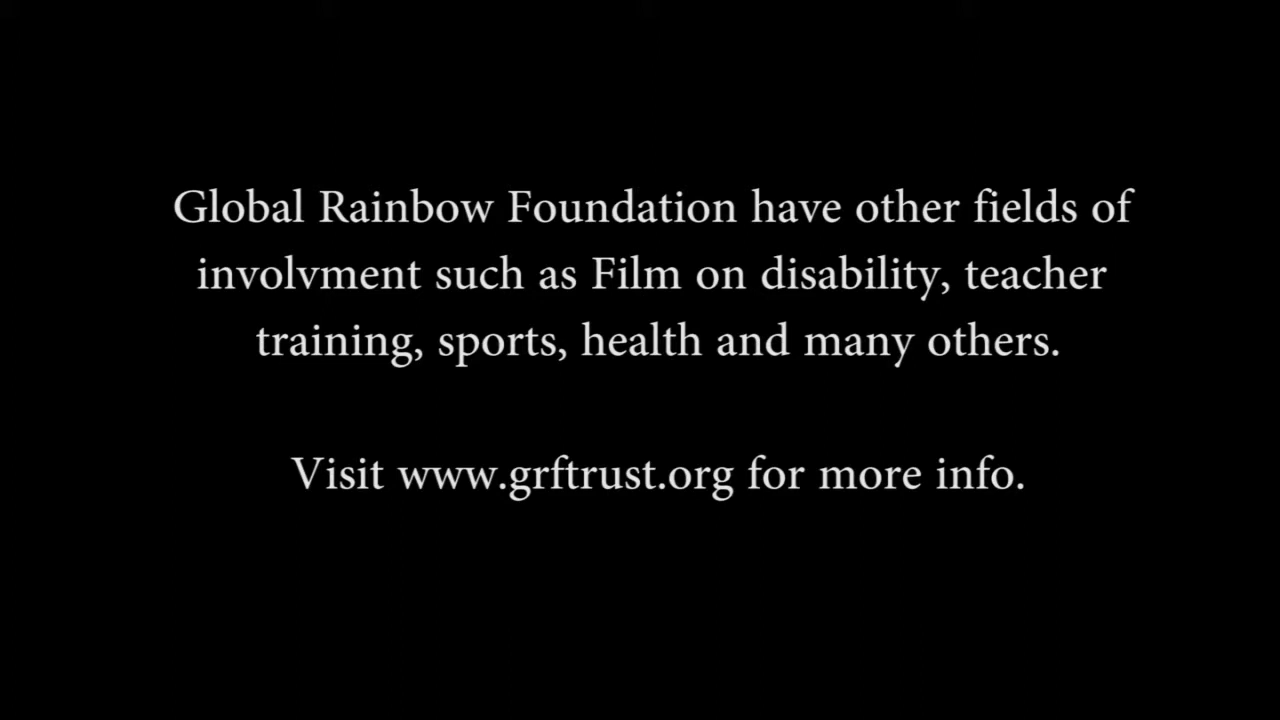 Global Rainbow Foundation have other fields of
involvment such as Film on disability, teacher
training, sports, health and many others.
Visit www.grftrust.org for more info.